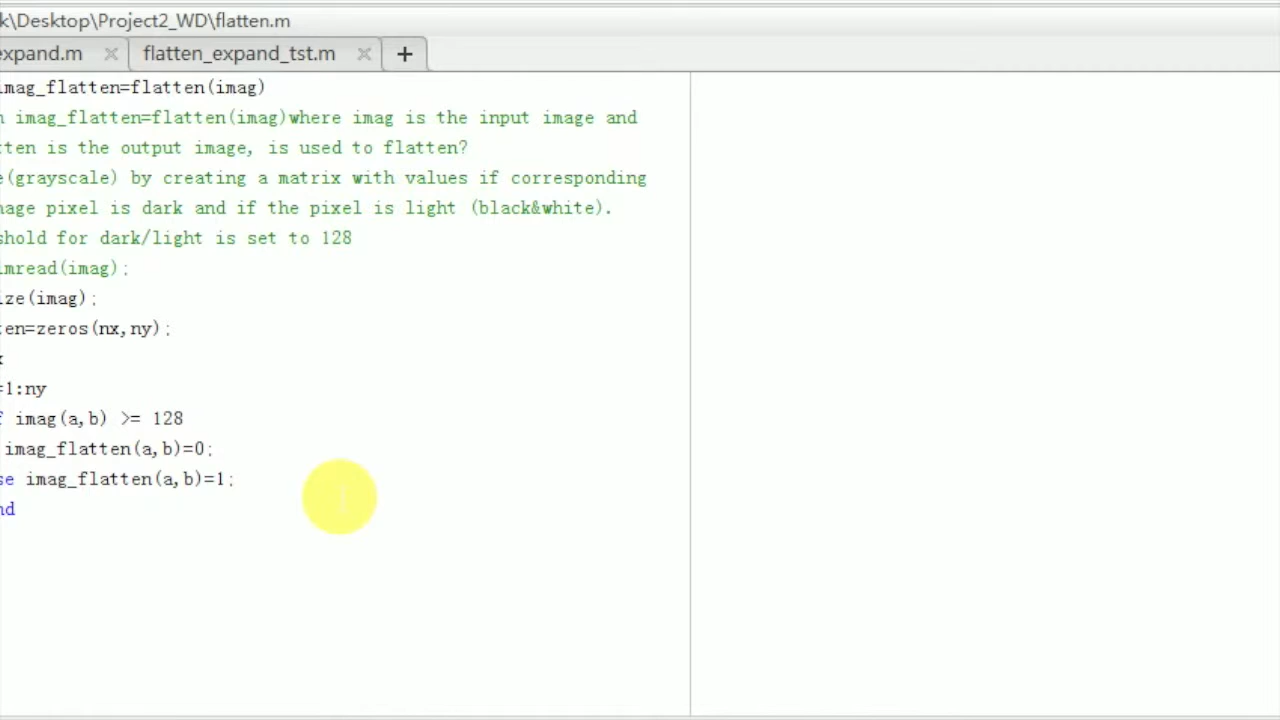 k\Desktop\Project2_WD\flatten.m
expand.m × flatten_expand_tst.m × +
imag_flatten=flatten(imag)
n imag_flatten=flatten(imag)where imag is the input image and
tten is the output image, is used to flatten?
e(grayscale) by creating a matrix with values if corresponding
mage pixel is dark and if the pixel is light (black&white).
shold for dark/light is set to 128
imread(imag);
ize(imag);
ten=zeros(nx,ny);
x
=1:ny
f imag(a,b) >= 128
imag_flatten(a,b)=0;
se imag_flatten(a,b)=1;
nd